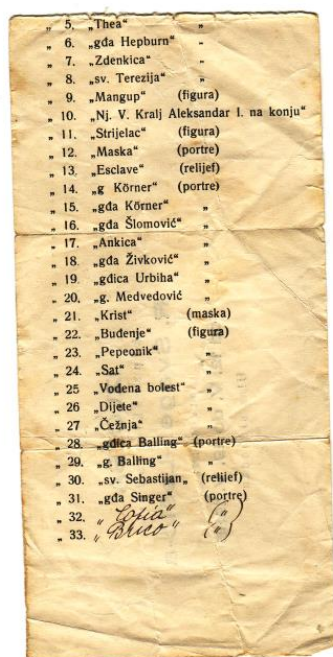 „ 5. „Thea“ „
„ 6. „gđa Hepburn“ „
„ 7. „Zdenkica“ „
„ 8. „sv. Terezija“ „
„ 9. „Mangup“ (figura)
„ 10. „Nj. V. Kralj Aleksandar I. na konju“
„ 11. „Strijelac“ (figura)
„ 12. „Maska“ (portre)
„ 13. „Esclave“ (relijef)
„ 14. „g Körner“ (portre)
„ 15. „gđa Körner“ „
„ 16. „gđa Šlomović“ „
„ 17. „Ankica“ „
„ 18. „gđa Živković“ „
„ 19. „gđica Urbiha“ „
„ 20. „g. Medvedović „
„ 21. „Krist“ (maska)
„ 22. „Buđenje“ (figura)
„ 23. „Pepeonik“ „
„ 24. „Sat“ „
„ 25 „Vodena bolest“ „
„ 26 „Dijete“ „
„ 27 „Čežnja“ „
„ 28. „gđica Balling“ (portre)
„ 29. „g. Balling“ „
„ 30. „sv. Sebastijan„ (relijef)
„ 31. „gđa Singer“ (portre)
„ 32. („)
„ 33. („)